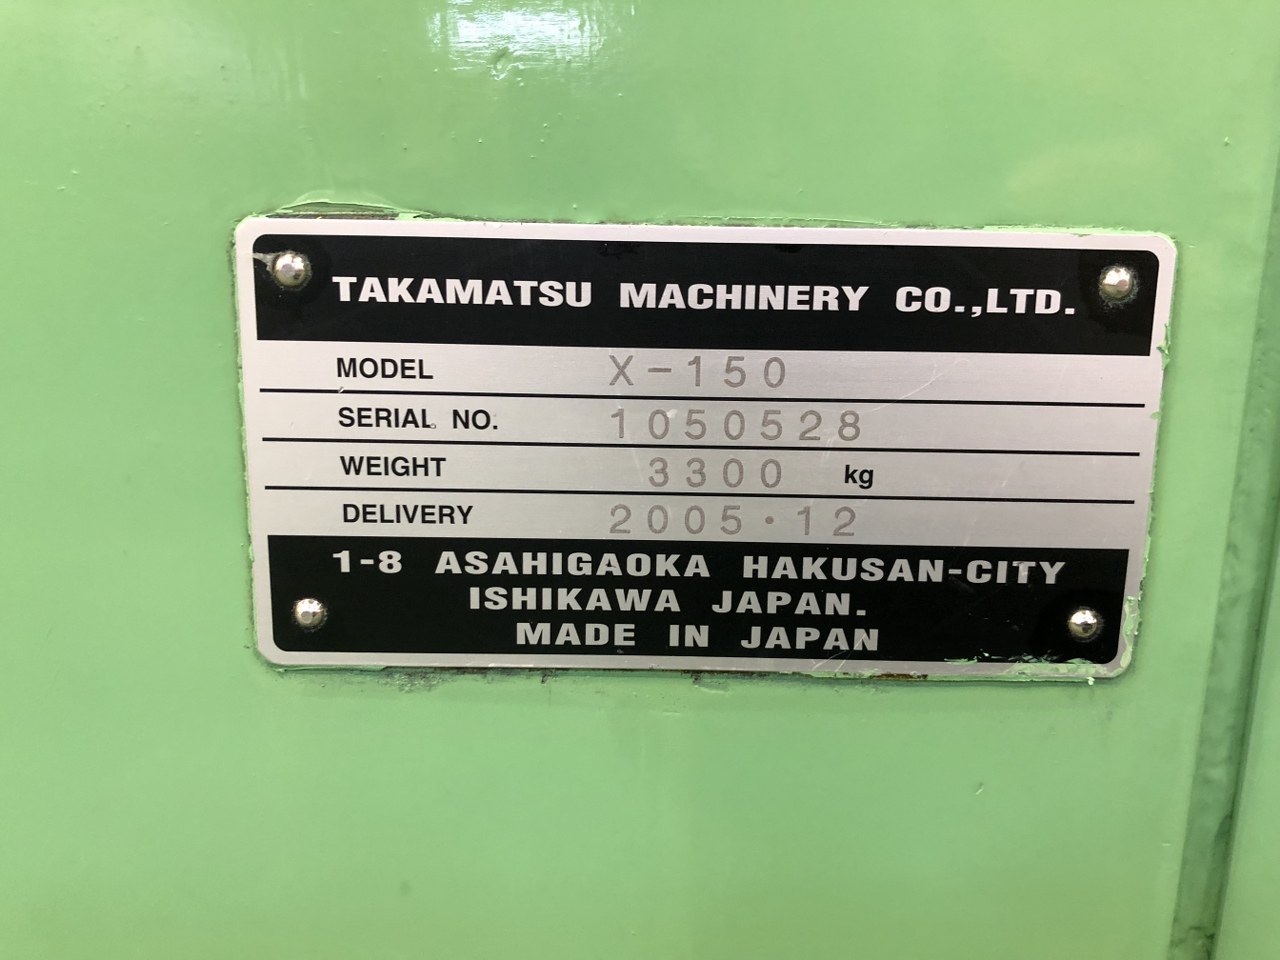 TAKAMATSU MACHINERY CO.,LTD.
MODEL X-150
SERIAL NO. 1050528
WEIGHT 3300 kg
DELIVERY 2005・12
1-8 ASAHIGAOKA HAKUSAN-CITY
ISHIKAWA JAPAN.
MADE IN JAPAN